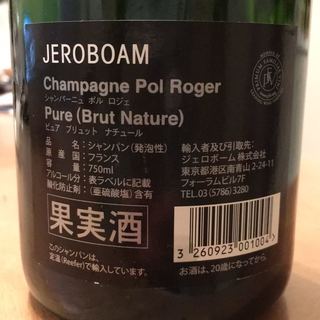 JEROBOAM
Champagne Pol Roger
シャンパーニュ ポル ロジェ
Pure (Brut Nature)
ピュア ブリュット ナチュール
品名：シャンパン(発泡性)
原産国：フランス
容量：750ml
アルコール分：表ラベルに記載
酸化防止剤：(亜硫酸塩)含有
輸入者及び引取先：
ジェロボーム株式会社
東京都港区南青山2-24-11
フォーラムビル7F
TEL.03(5786)3280
果実酒
このシャンパンは、
定温(Reefer)で輸入しています。
3 260923 001004
お酒は、20歳になってから。